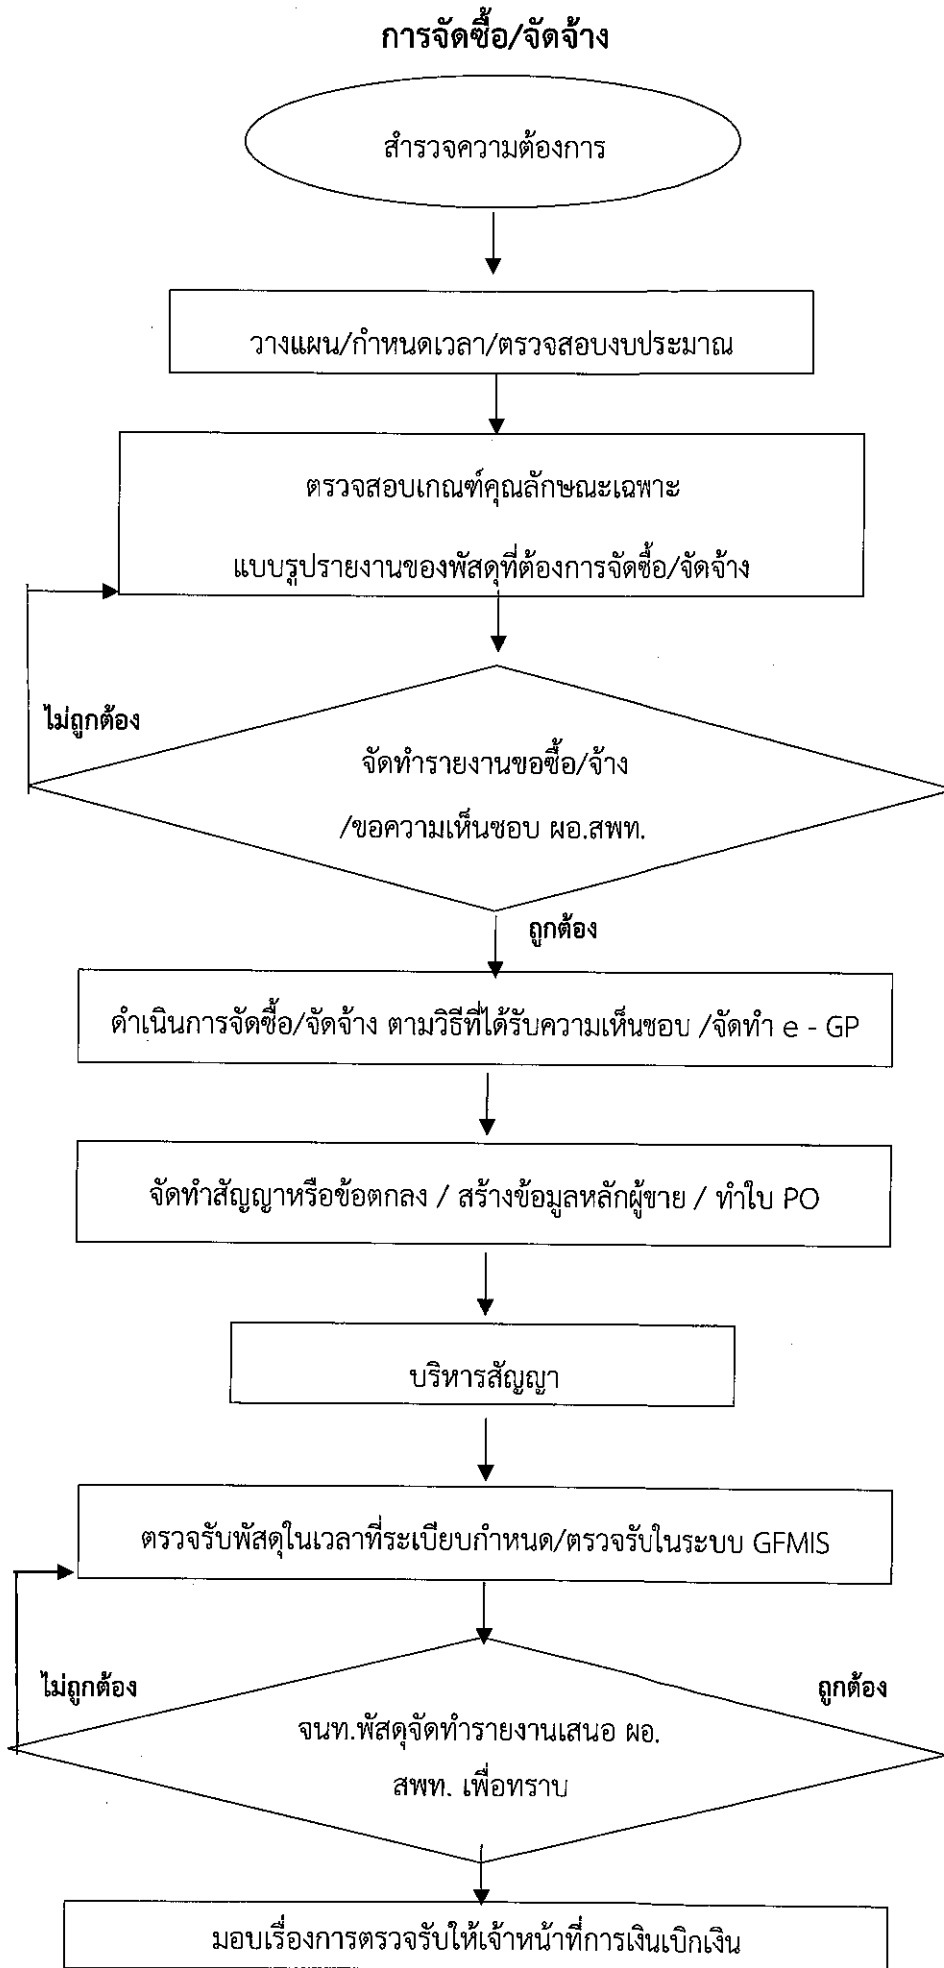 การจัดซื้อ/จัดจ้าง
สำรวจความต้องการ
วางแผน/กำหนดเวลา/ตรวจสอบงบประมาณ
ตรวจสอบเกณฑ์คุณลักษณะเฉพาะ
แบบรูปรายงานของพัสดุที่ต้องการจัดซื้อ/จัดจ้าง
ไม่ถูกต้อง
จัดทำรายงานขอซื้อ/จ้าง
/ขอความเห็นชอบ ผอ.สพท.
ถูกต้อง
ดำเนินการจัดซื้อ/จัดจ้าง ตามวิธีที่ได้รับความเห็นชอบ /จัดทำ e - GP
จัดทำสัญญาหรือข้อตกลง / สร้างข้อมูลหลักผู้ขาย / ทำใบ PO
บริหารสัญญา
ตรวจรับพัสดุในเวลาที่ระเบียบกำหนด/ตรวจรับในระบบ GFMIS
ไม่ถูกต้อง
ถูกต้อง
จนท.พัสดุจัดทำรายงานเสนอ ผอ.
สพท. เพื่อทราบ
มอบเรื่องการตรวจรับให้เจ้าหน้าที่การเงินเบิกเงิน